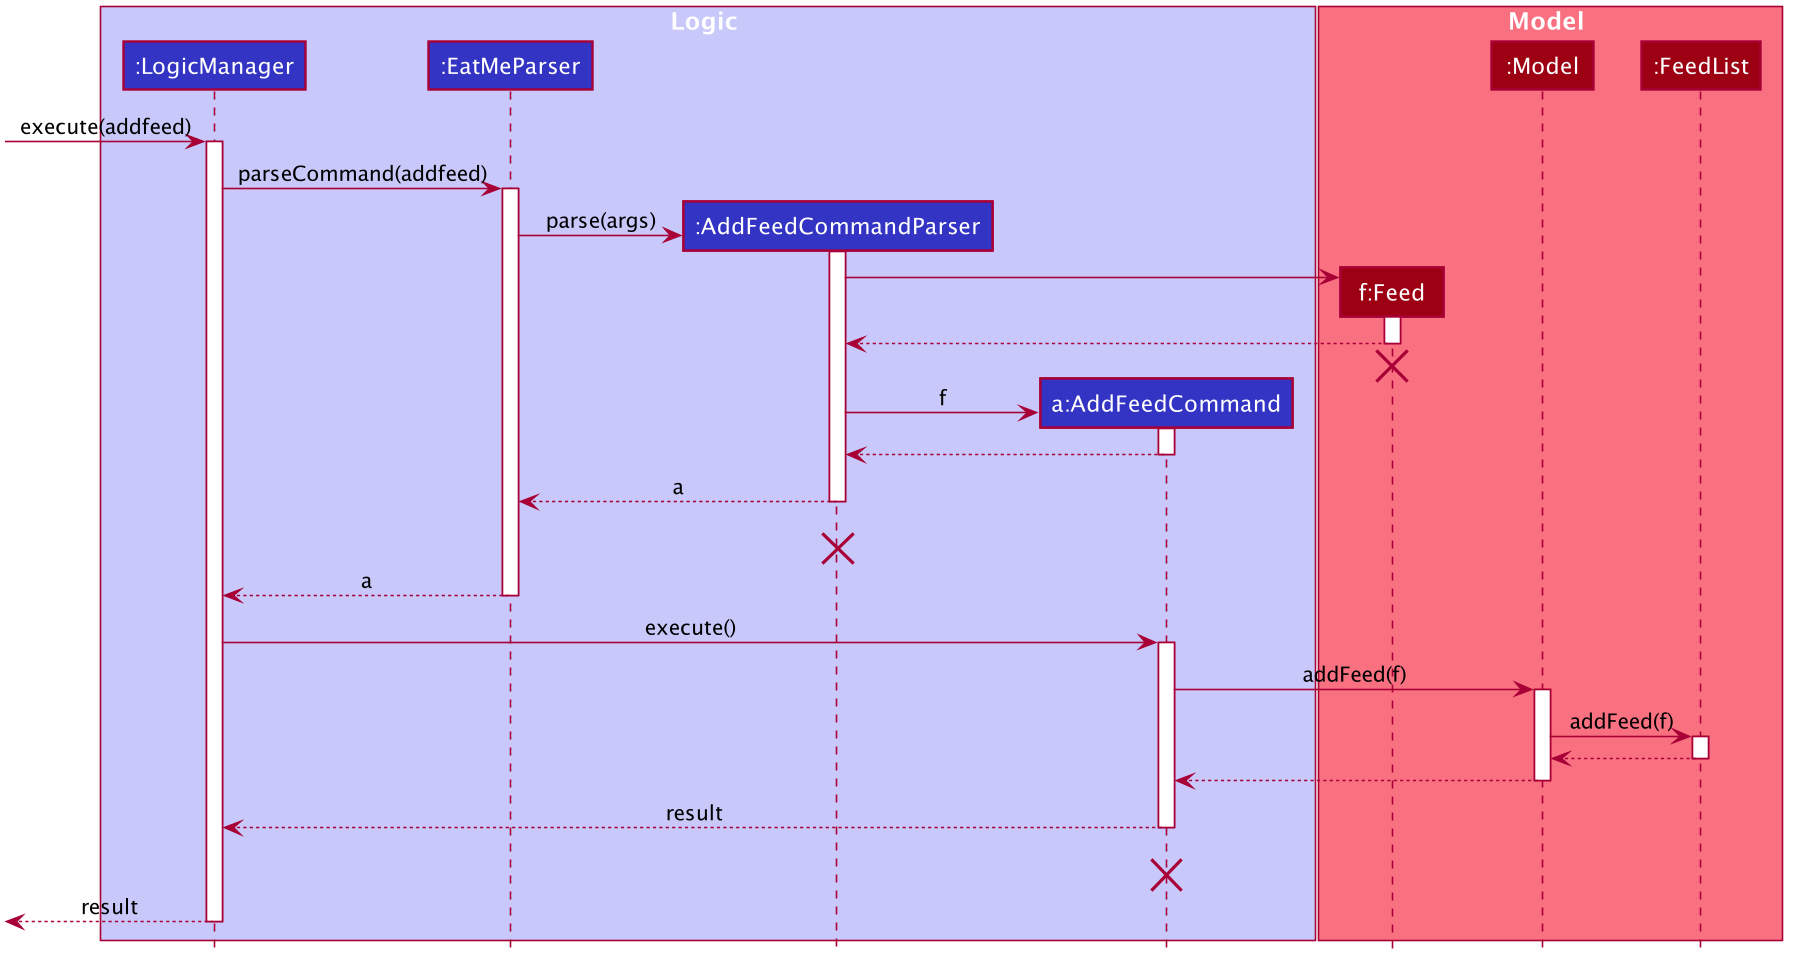 Logic
Model
:LogicManager
:EatMeParser
:Model
:FeedList
execute(addfeed)
parseCommand(addfeed)
parse(args)
:AddFeedCommandParser
f:Feed
f
a:AddFeedCommand
a
a
execute()
addFeed(f)
addFeed(f)
result
result